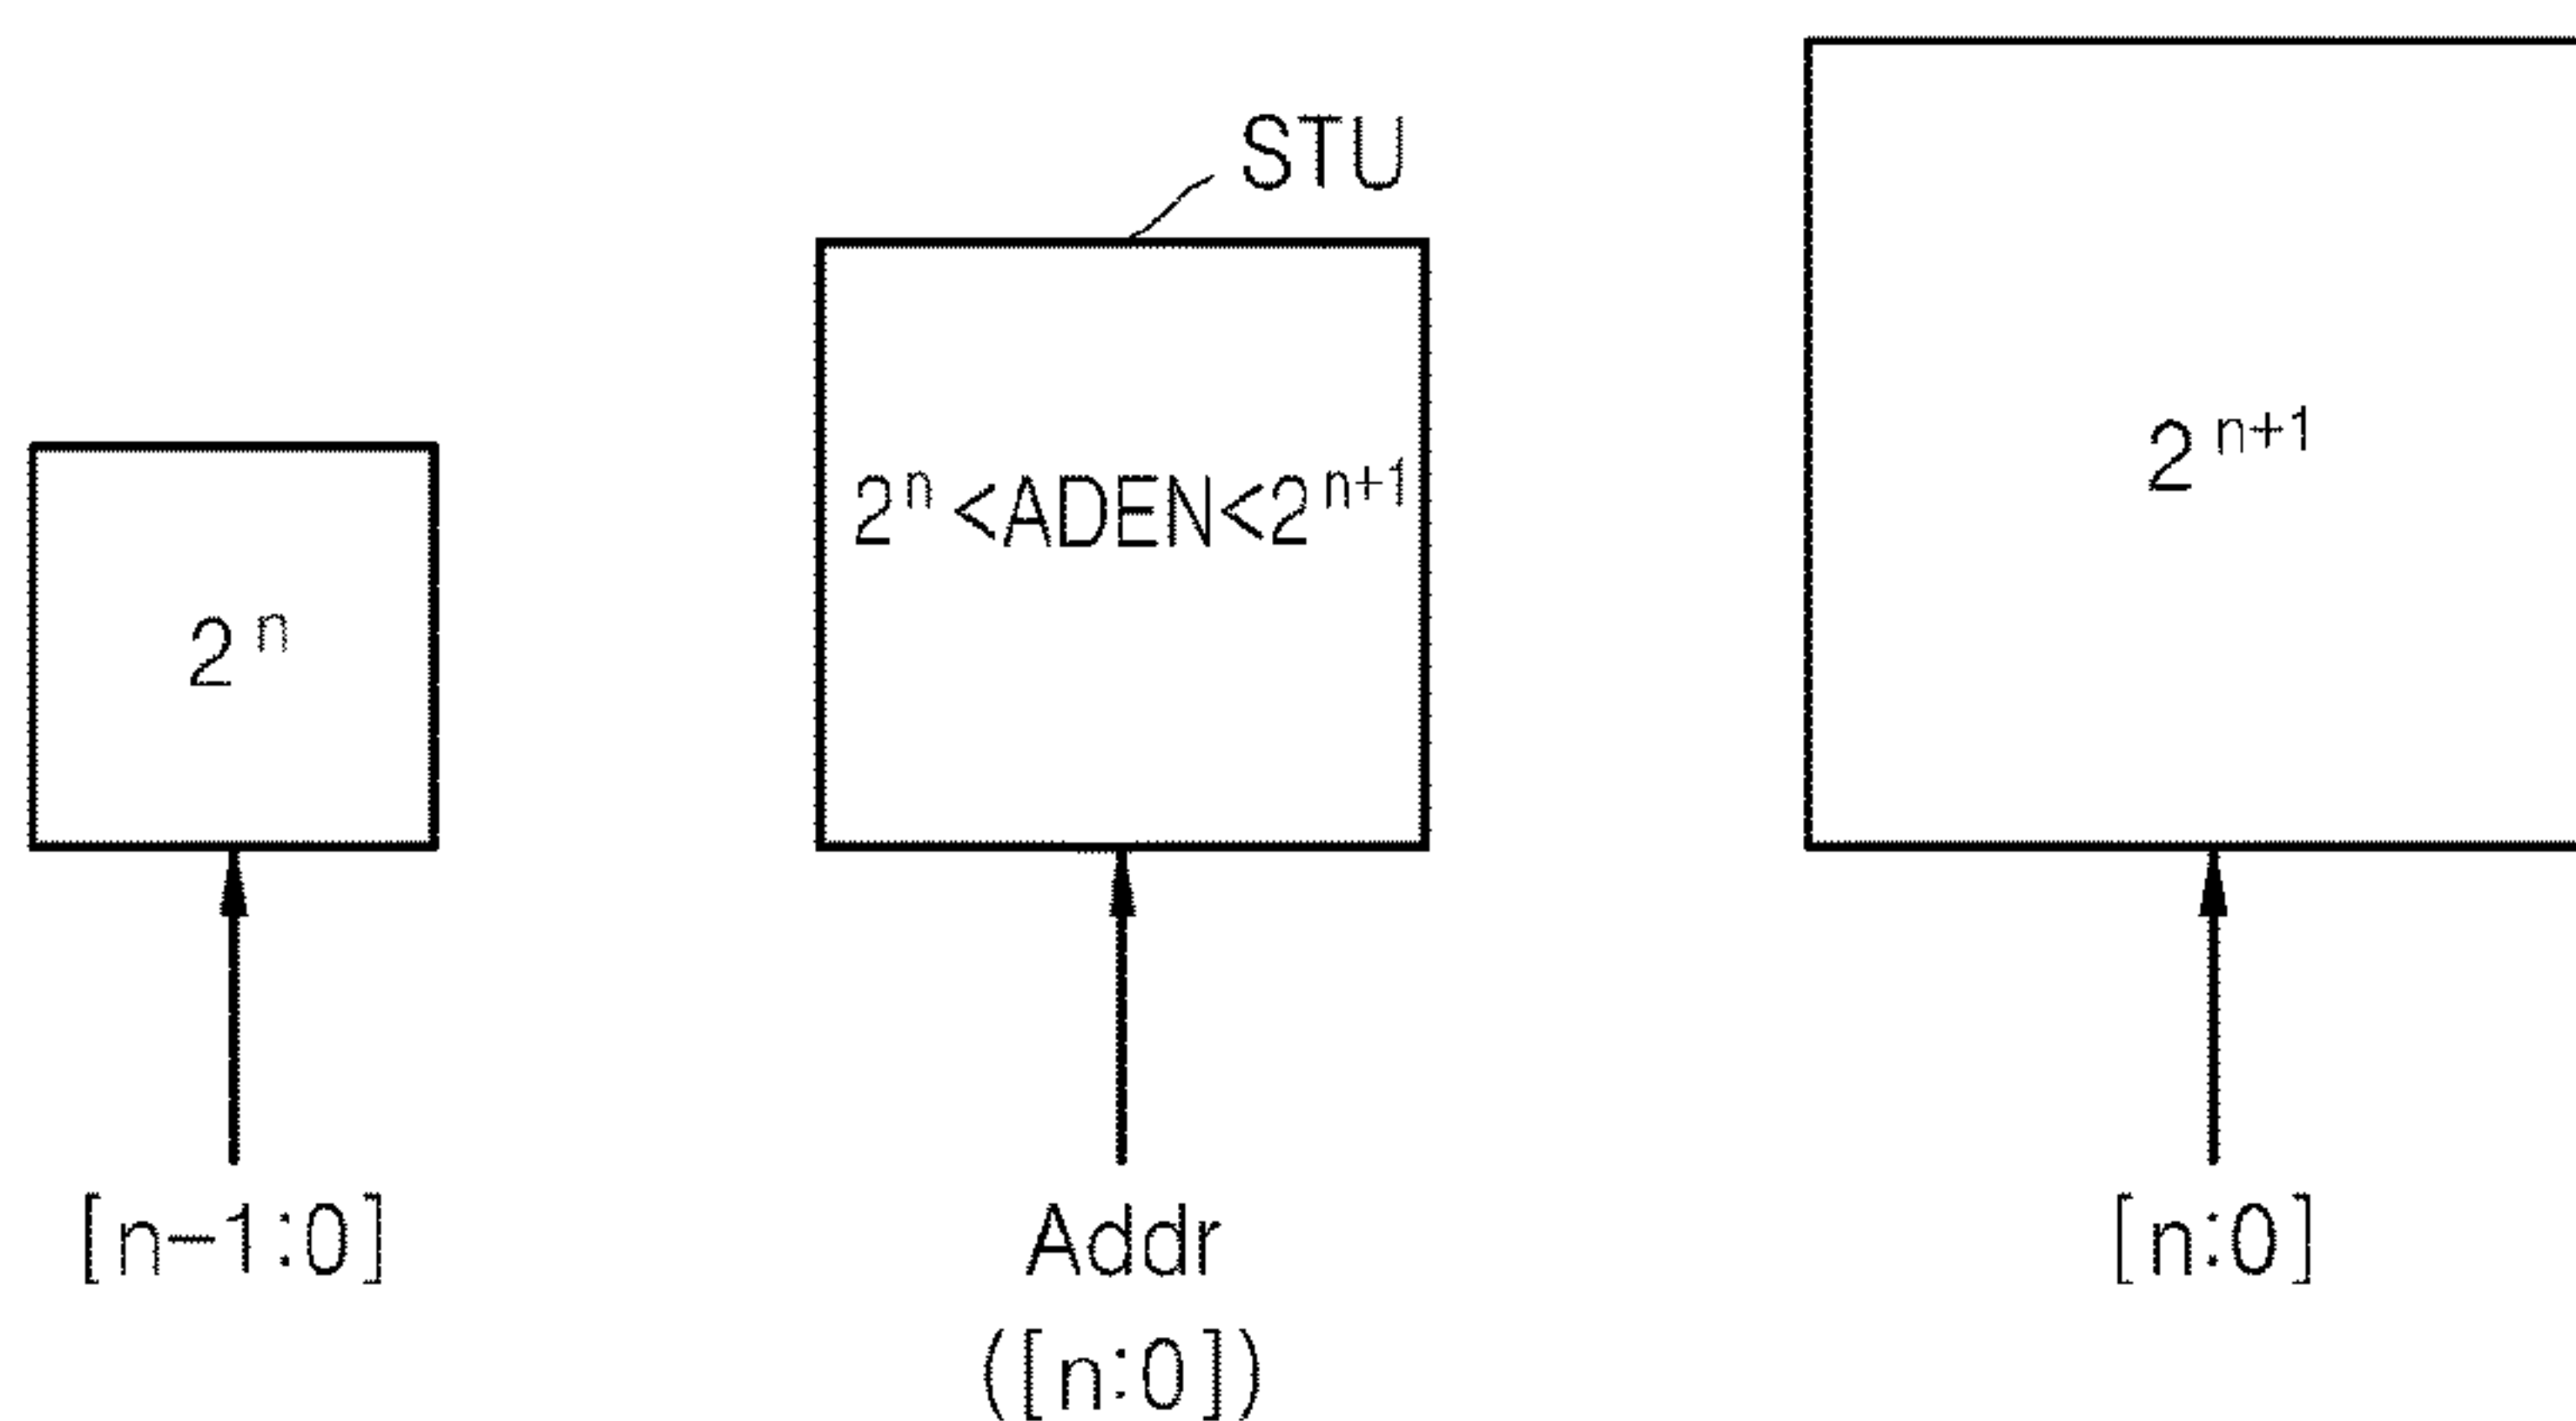 STU
2ⁿ
2ⁿ<ADEN<2ⁿ⁺¹
2ⁿ⁺¹
[n-1:0]
Addr
([n:0])
[n:0]